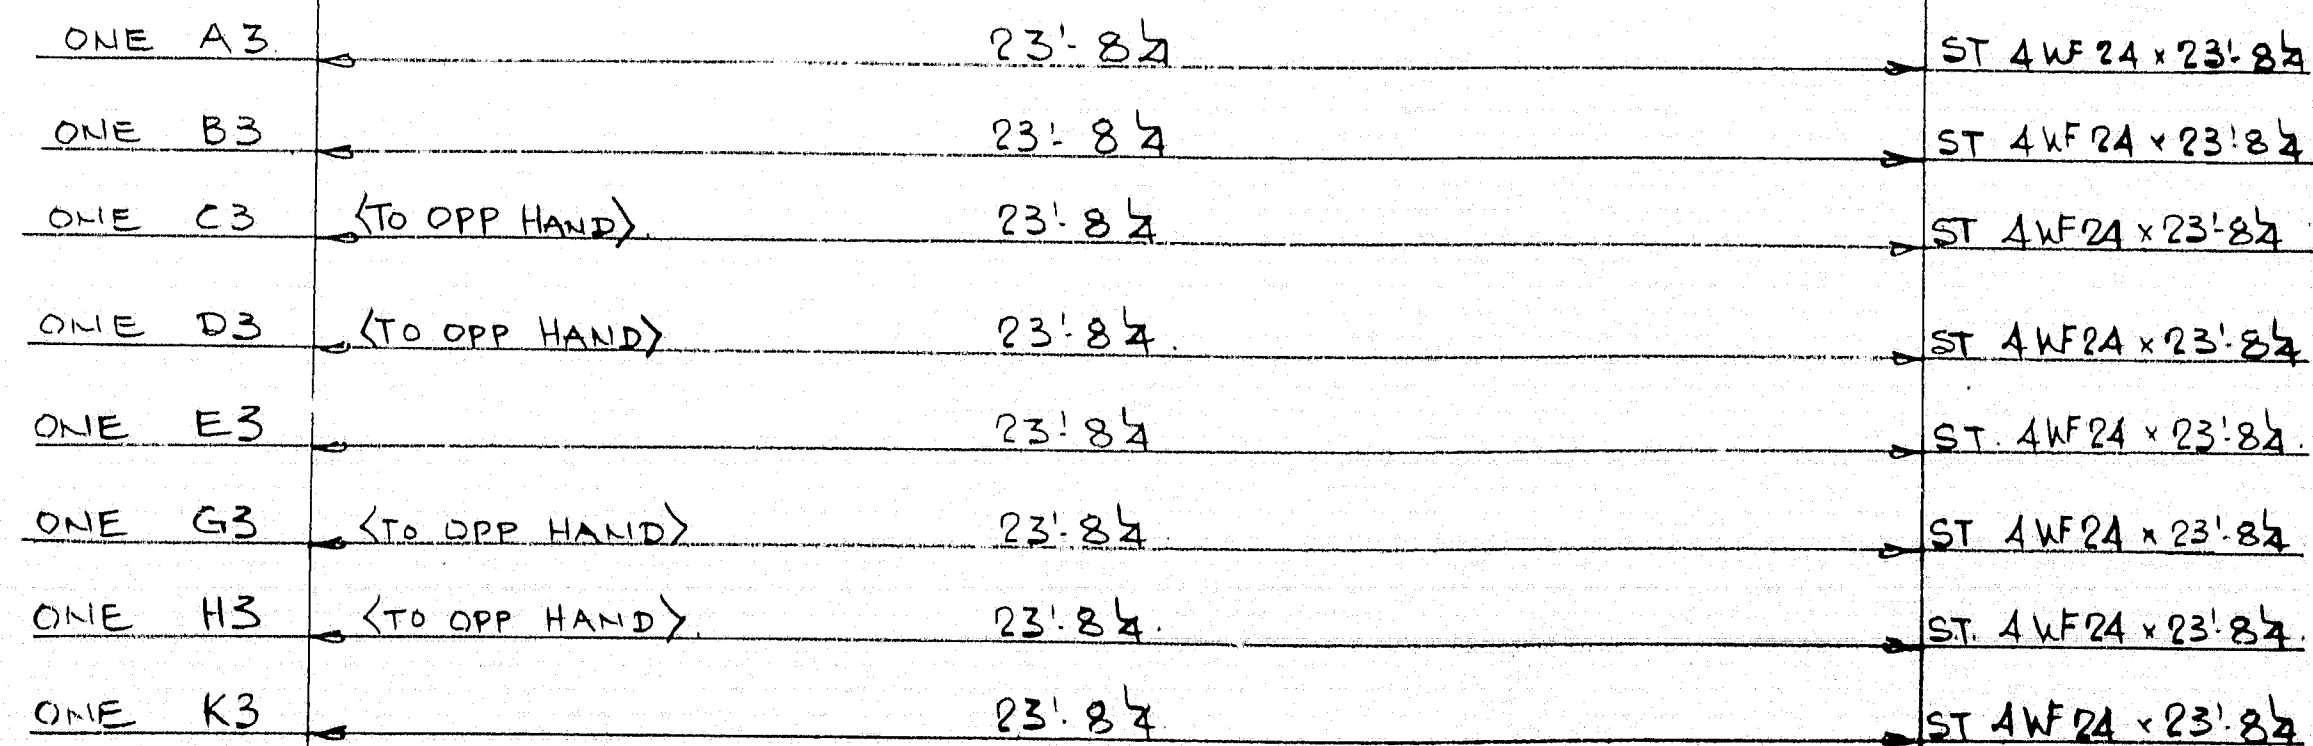 ONE A3. 23'-8¼ ST 4WF24 × 23'-8¼
ONE B3 23'-8¼ ST 4WF24 × 23'-8¼
ONE C3 <TO OPP HAND>. 23'-8¼ ST 4WF24 × 23'-8¼
ONE D3 <TO OPP HAND> 23'-8¼. ST 4WF24 × 23'-8¼
ONE E3 23'-8¼ ST. 4WF24 × 23'-8¼.
ONE G3 <TO OPP HAND> 23'-8¼ ST 4WF24 × 23'-8¼
ONE H3 <TO OPP HAND>. 23'-8¼. ST. 4WF24 × 23'-8¼.
ONE K3 23'-8¼ ST 4WF24 × 23'-8¼